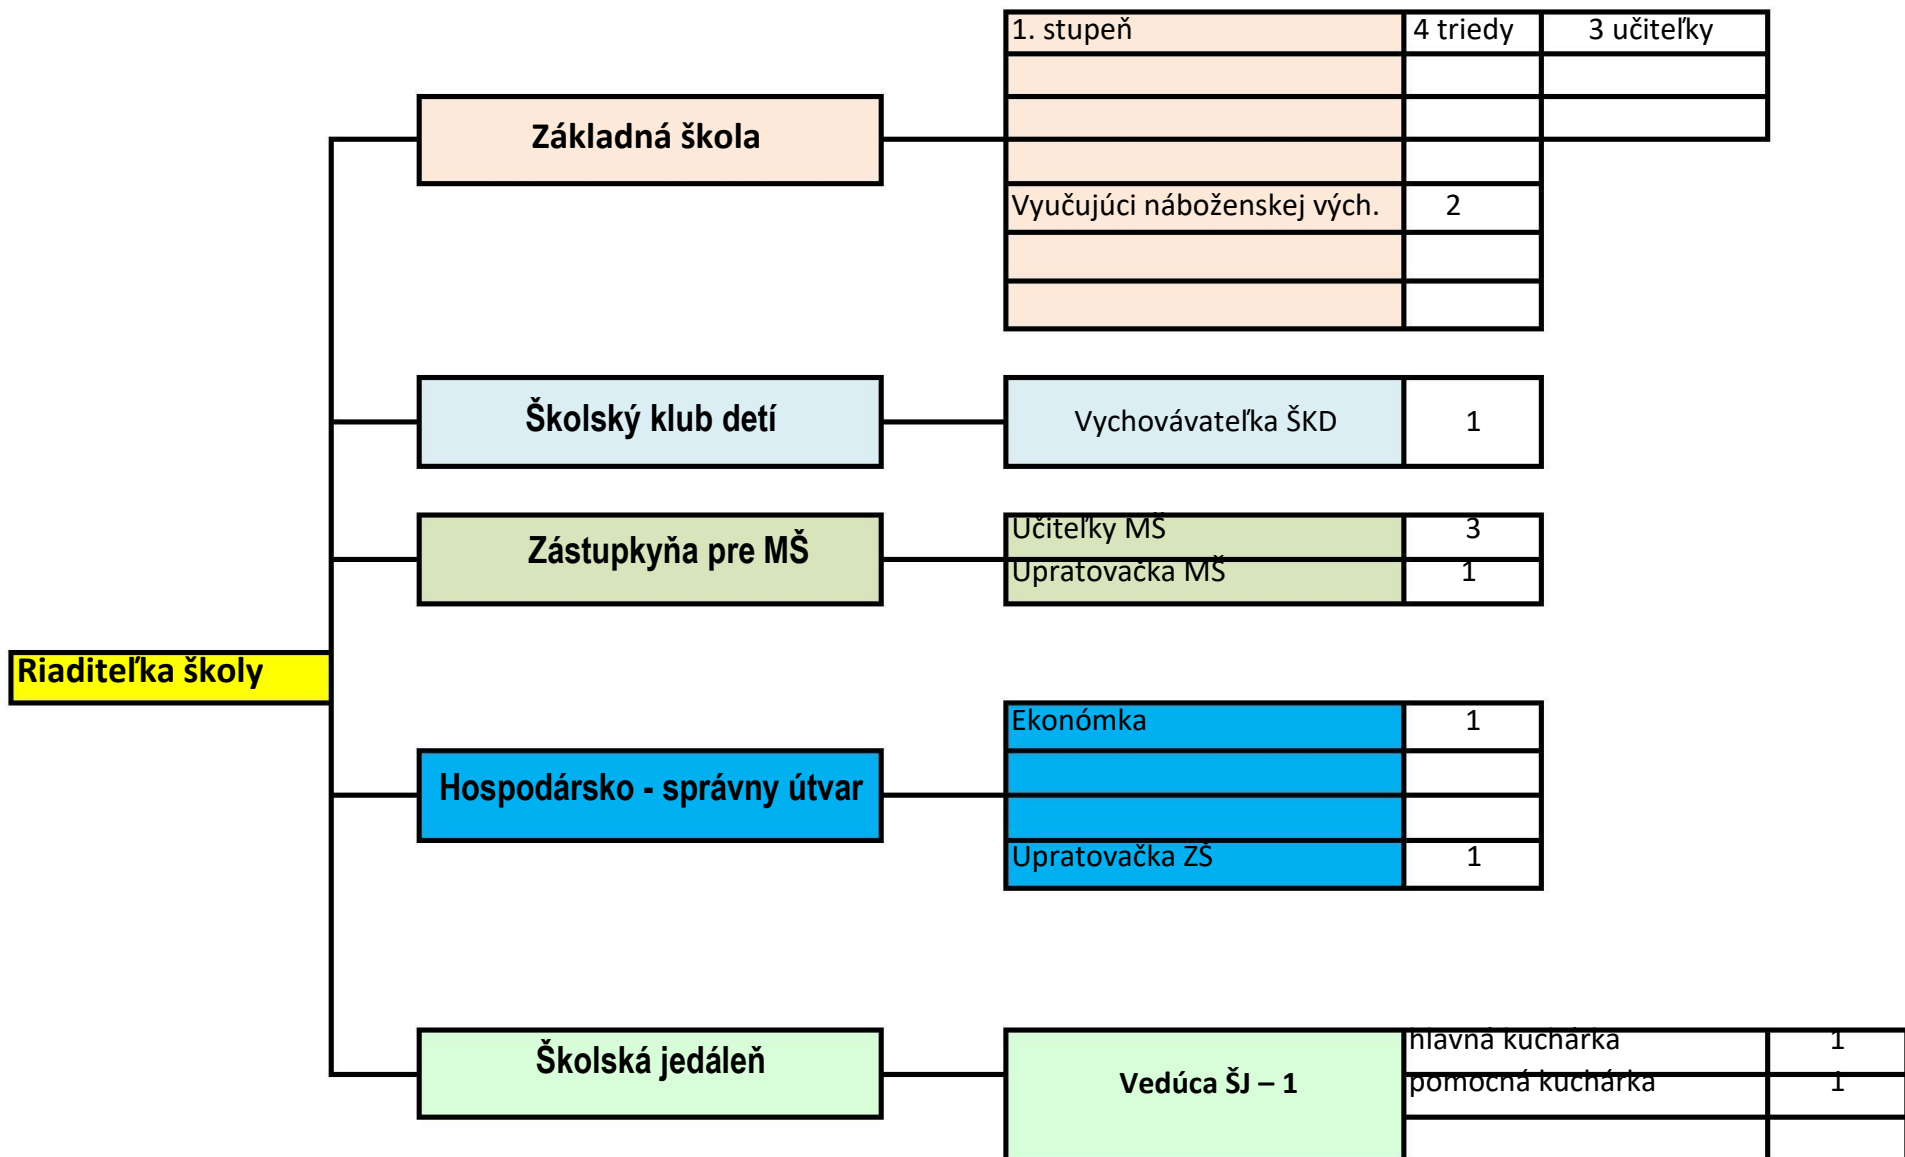 1. stupeň 4 triedy 3 učiteľky
Základná škola
Vyučujúci náboženskej vých. 2
Školský klub detí
Vychovávateľka ŠKD 1
Zástupkyňa pre MŠ
Učiteľky MŠ 3
Upratovačka MŠ 1
Riaditeľka školy
Ekonómka 1
Hospodársko - správny útvar
Upratovačka ZŠ 1
Školská jedáleň
Vedúca ŠJ – 1
hlavná kuchárka 1
pomocná kuchárka 1